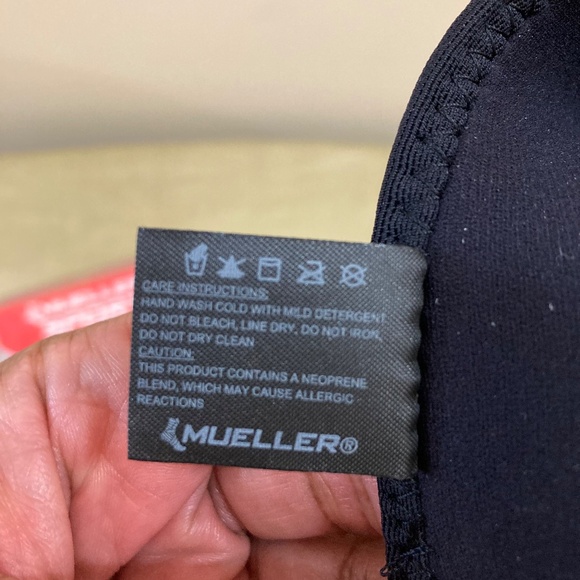 CARE INSTRUCTIONS:
HAND WASH COLD WITH MILD DETERGENT
DO NOT BLEACH, LINE DRY, DO NOT IRON,
DO NOT DRY CLEAN
CAUTION:
THIS PRODUCT CONTAINS A NEOPRENE
BLEND, WHICH MAY CAUSE ALLERGIC
REACTIONS
MUELLER®